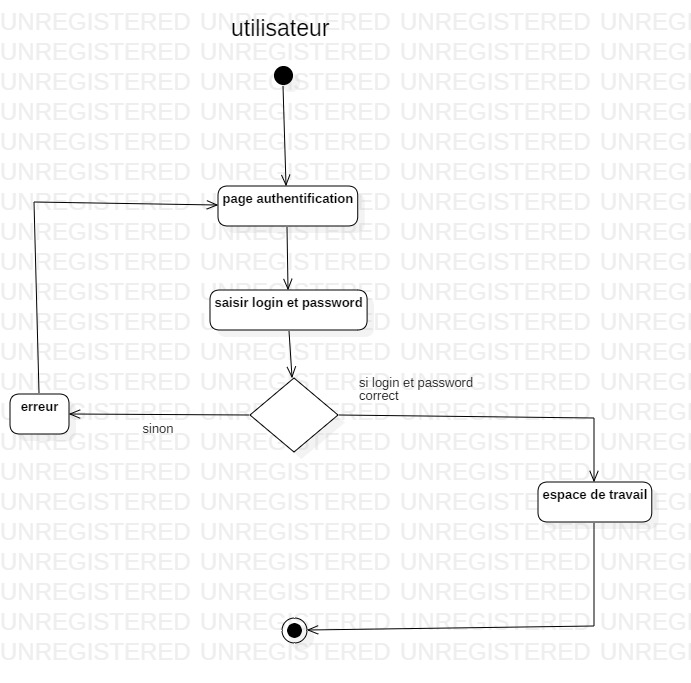 UNREGISTERED UNREGISTERED UNREGISTERED UNREGI
utilisateur
page authentification
saisir login et password
si login et password
correct
erreur
sinon
espace de travail